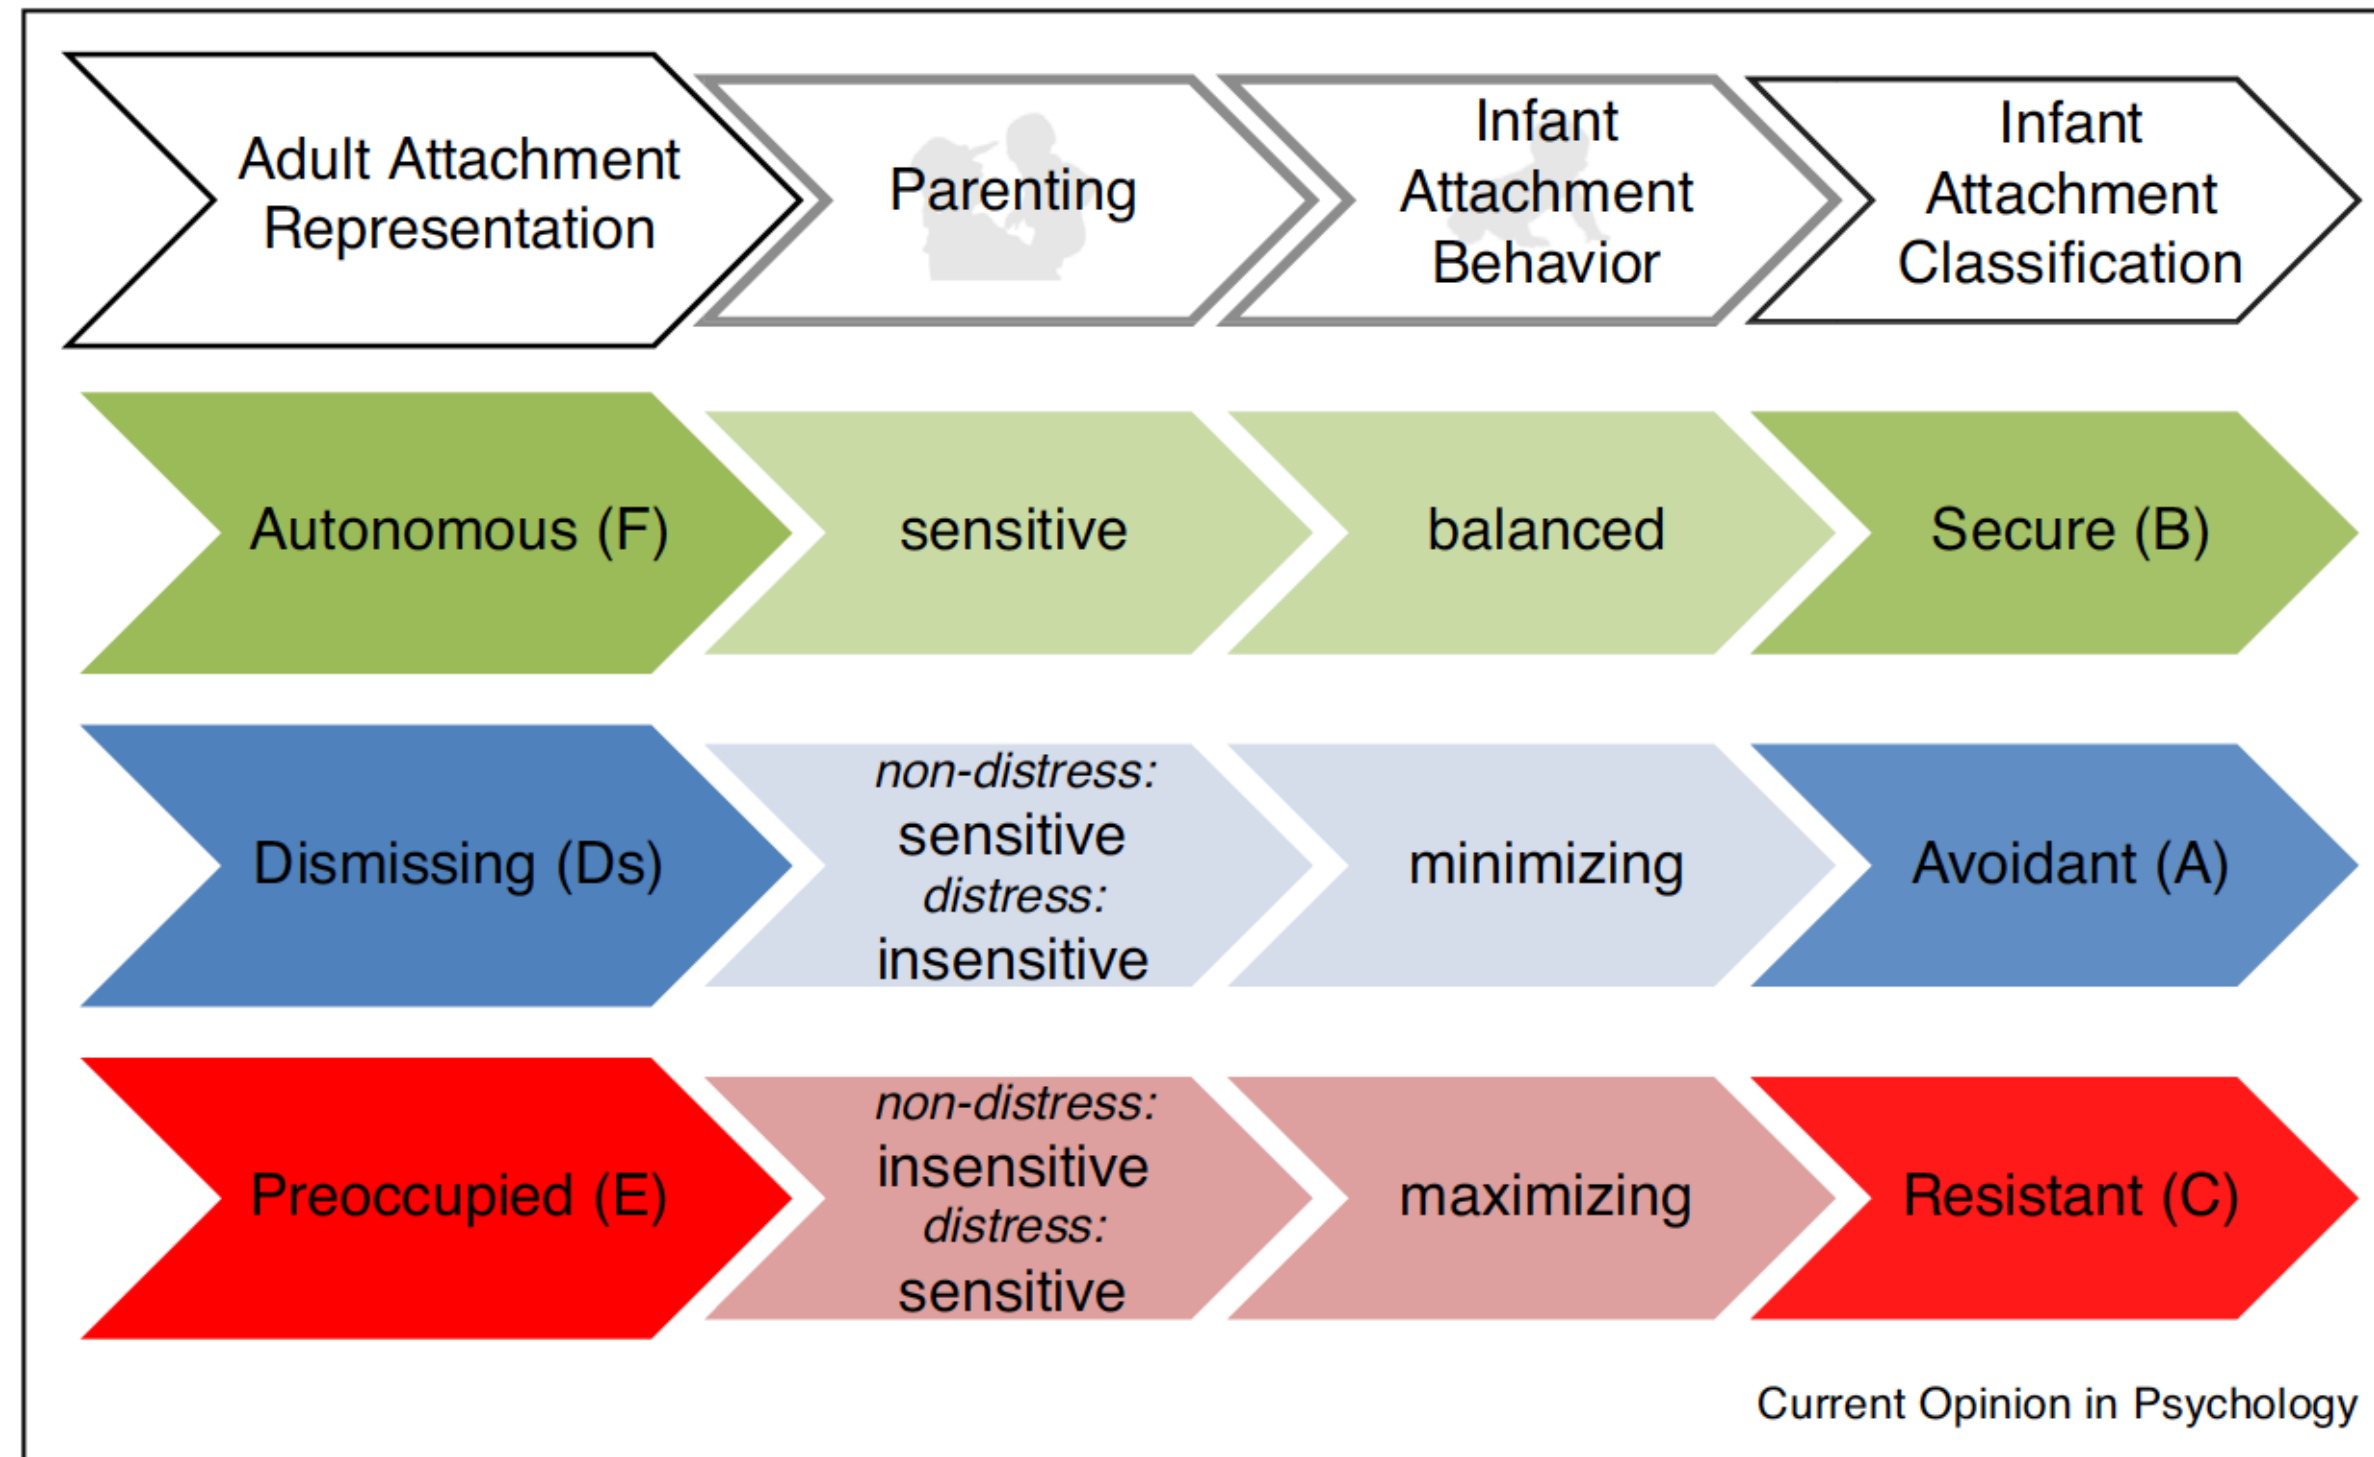 Adult Attachment
Representation
Parenting
Infant
Attachment
Behavior
Infant
Attachment
Classification
Autonomous (F)
sensitive
balanced
Secure (B)
Dismissing (Ds)
non-distress:
sensitive
distress:
insensitive
minimizing
Avoidant (A)
Preoccupied (E)
non-distress:
insensitive
distress:
sensitive
maximizing
Resistant (C)
Current Opinion in Psychology